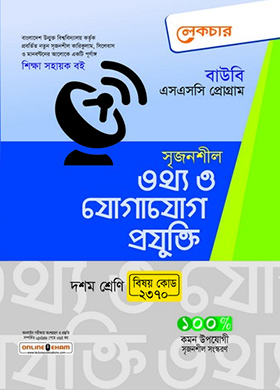 লেকচার
বাংলাদেশ উন্মুক্ত বিশ্ববিদ্যালয় কর্তৃক
প্রবর্তিত নতুন সৃজনশীল কারিকুলাম, সিলেবাস
ও মানবন্টনের আলোকে একটি পূর্ণাঙ্গ
শিক্ষা সহায়ক বই
বাউবি
এসএসসি প্রোগ্রাম
সৃজনশীল
তথ্য ও
যোগাযোগ
প্রযুক্তি
দশম শ্রেণি
বিষয় কোড
২৩৭০
১০০%
কমন উপযোগী
সৃজনশীল সংস্করণ
ONLINE EXAM